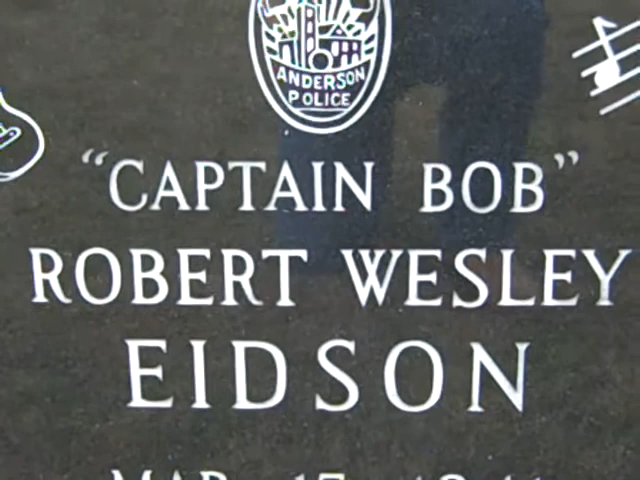 ANDERSON
POLICE
"CAPTAIN BOB"
ROBERT WESLEY
EIDSON